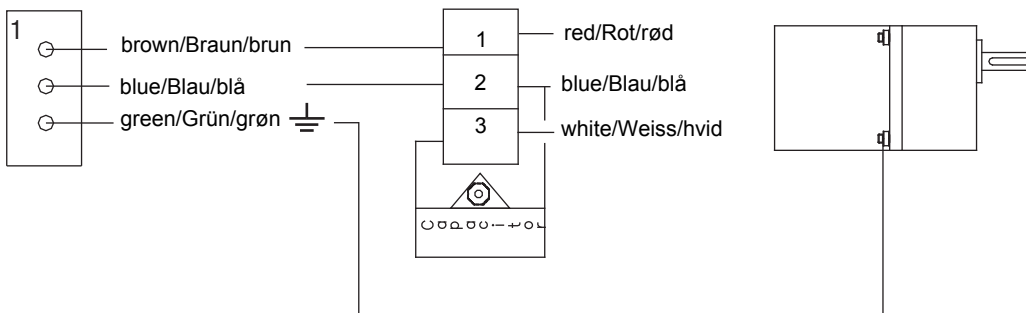 1
brown/Braun/brun
blue/Blau/blå
green/Grün/grøn
1
2
3
red/Rot/rød
blue/Blau/blå
white/Weiss/hvid
Capacitor